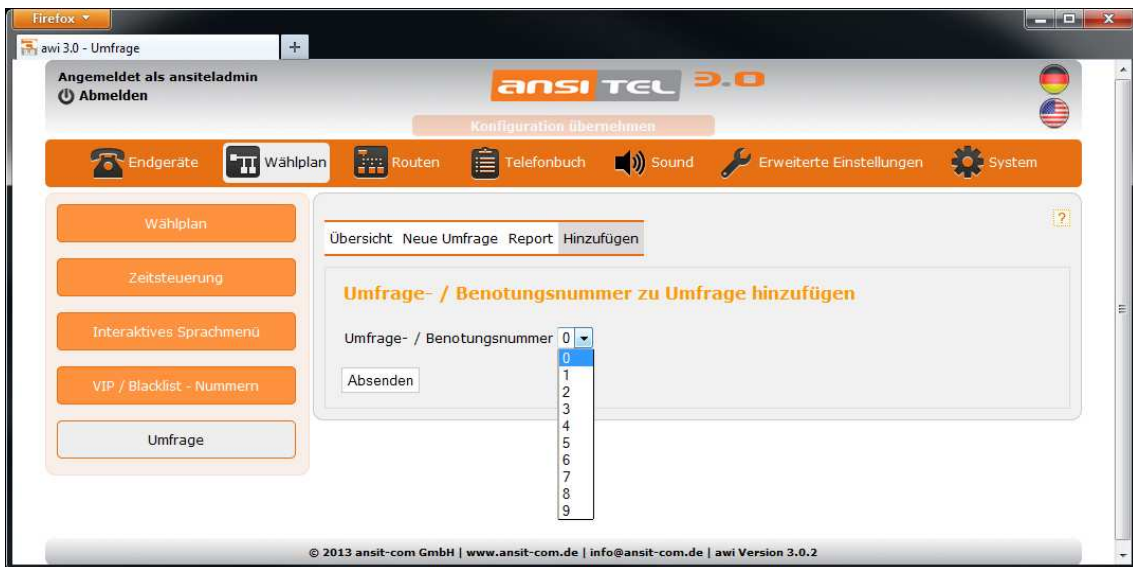 Firefox
awi 3.0 - Umfrage
Angemeldet als ansiteladmin
Abmelden
ansi TEL 3.0
Konfiguration übernehmen
Endgeräte Wählplan Routen Telefonbuch Sound Erweiterte Einstellungen System
Wählplan
Zeitsteuerung
Interaktives Sprachmenü
VIP / Blacklist - Nummern
Umfrage
?
Übersicht Neue Umfrage Report Hinzufügen
Umfrage- / Benotungsnummer zu Umfrage hinzufügen
Umfrage- / Benotungsnummer 0
0
1
2
3
4
5
6
7
8
9
Absenden
© 2013 ansit-com GmbH | www.ansit-com.de | info@ansit-com.de | awi Version 3.0.2